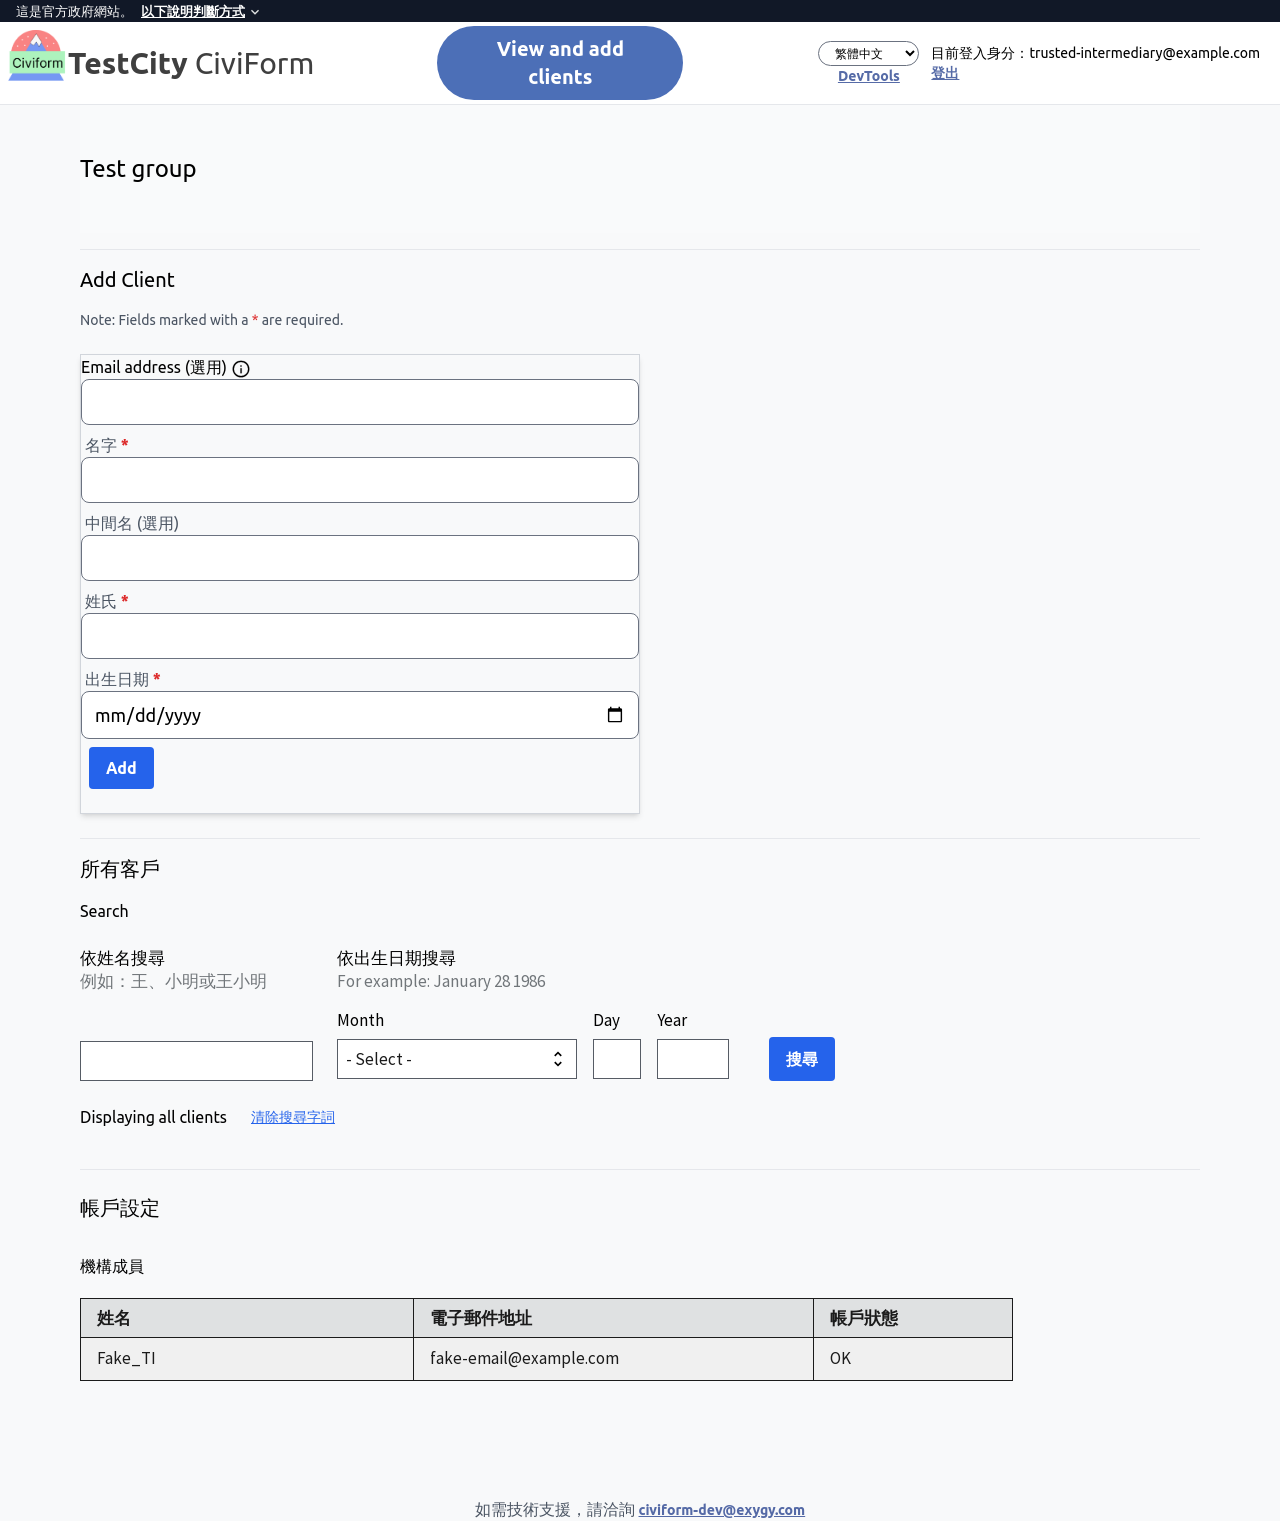 這是官方政府網站。 以下說明判斷方式
Civiform
TestCity CiviForm
View and add
clients
繁體中文
DevTools
目前登入身分：trusted-intermediary@example.com
登出
Test group
Add Client
Note: Fields marked with a * are required.
Email address (選用)
名字 *
中間名 (選用)
姓氏 *
出生日期 *
mm/dd/yyyy
Add
所有客戶
Search
依姓名搜尋
例如：王、小明或王小明
依出生日期搜尋
For example: January 28 1986
Month Day Year
- Select -
搜尋
Displaying all clients 清除搜尋字詞
帳戶設定
機構成員
姓名 電子郵件地址 帳戶狀態
Fake_TI fake-email@example.com OK
如需技術支援，請洽詢 civiform-dev@exygy.com